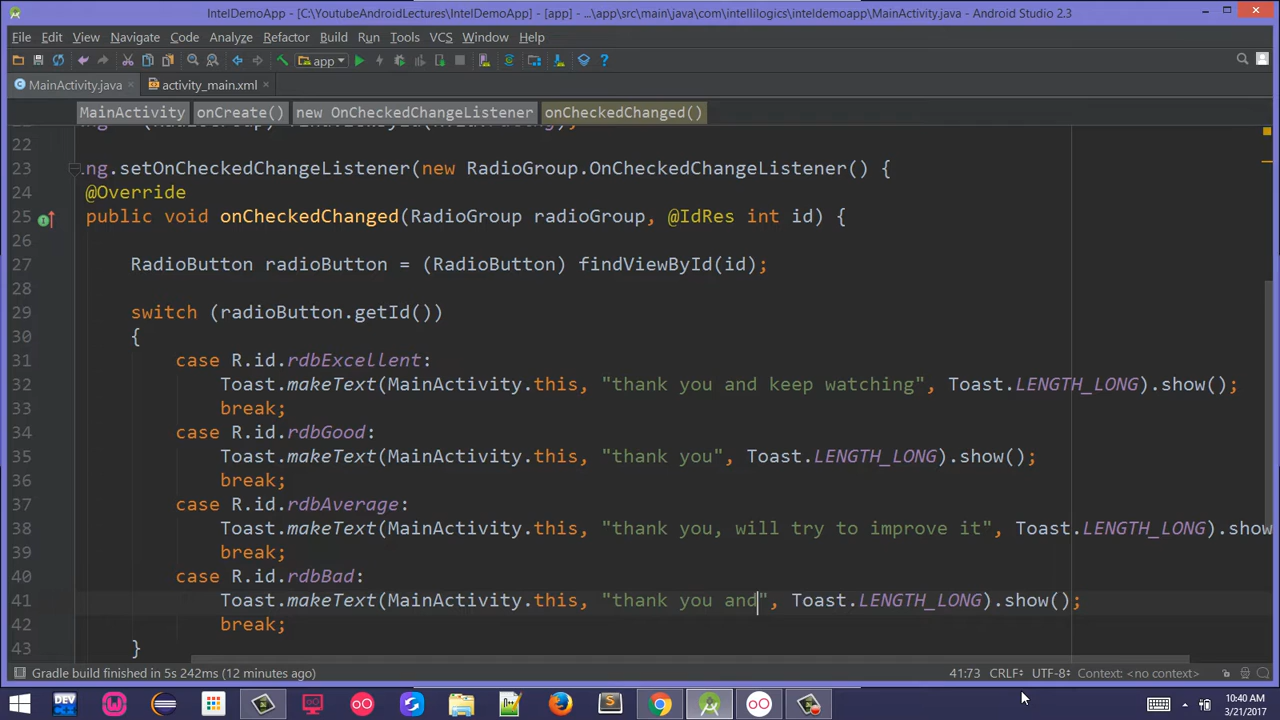 IntelDemoApp - [C:\YoutubeAndroidLectures\IntelDemoApp] - [app] - ...\app\src\main\java\com\intellilogics\inteldemoapp\MainActivity.java - Android Studio 2.3
File Edit View Navigate Code Analyze Refactor Build Run Tools VCS Window Help
app
MainActivity.java activity_main.xml
MainActivity onCreate() new OnCheckedChangeListener onCheckedChanged()
22
23 ng.setOnCheckedChangeListener(new RadioGroup.OnCheckedChangeListener() {
24 @Override
25 public void onCheckedChanged(RadioGroup radioGroup, @IdRes int id) {
26
27 RadioButton radioButton = (RadioButton) findViewById(id);
28
29 switch (radioButton.getId())
30 {
31 case R.id.rdbExcellent:
32 Toast.makeText(MainActivity.this, "thank you and keep watching", Toast.LENGTH_LONG).show();
33 break;
34 case R.id.rdbGood:
35 Toast.makeText(MainActivity.this, "thank you", Toast.LENGTH_LONG).show();
36 break;
37 case R.id.rdbAverage:
38 Toast.makeText(MainActivity.this, "thank you, will try to improve it", Toast.LENGTH_LONG).show
39 break;
40 case R.id.rdbBad:
41 Toast.makeText(MainActivity.this, "thank you and", Toast.LENGTH_LONG).show();
42 break;
43 }
Gradle build finished in 5s 242ms (12 minutes ago) 41:73 CRLF UTF-8 Context: <no context>
DEV
10:40 AM
3/21/2017